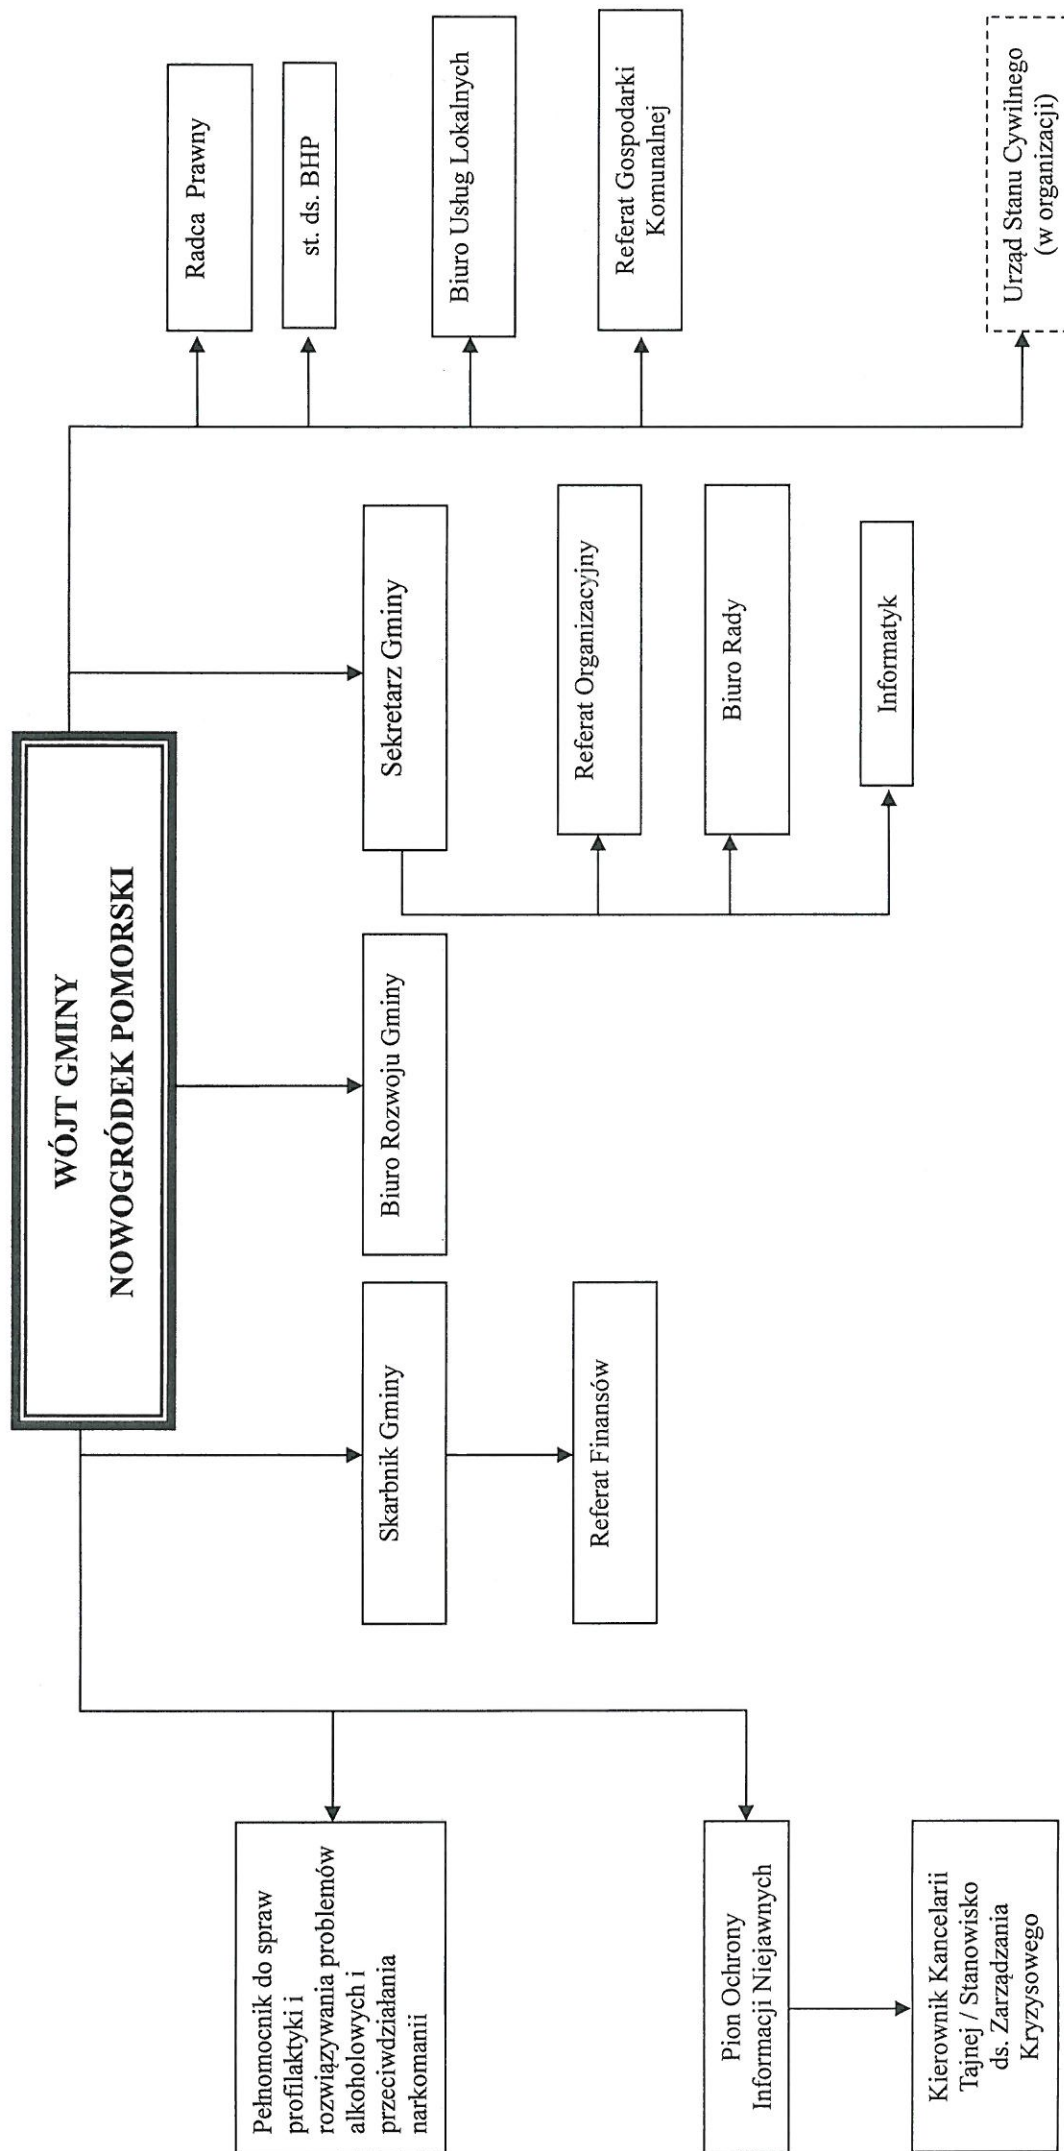 WÓJT GMINY
NOWOGRÓDEK POMORSKI
Pełnomocnik do spraw
profilaktyki i
rozwiązywania problemów
alkoholowych i
przeciwdziałania
narkomanii
Pion Ochrony
Informacji Niejawnych
Kierownik Kancelarii
Tajnej / Stanowisko
ds. Zarządzania
Kryzysowego
Skarbnik Gminy
Referat Finansów
Biuro Rozwoju Gminy
Sekretarz Gminy
Referat Organizacyjny
Biuro Rady
Informatyk
Radca Prawny
st. ds. BHP
Biuro Usług Lokalnych
Referat Gospodarki
Komunalnej
Urząd Stanu Cywilnego
(w organizacji)